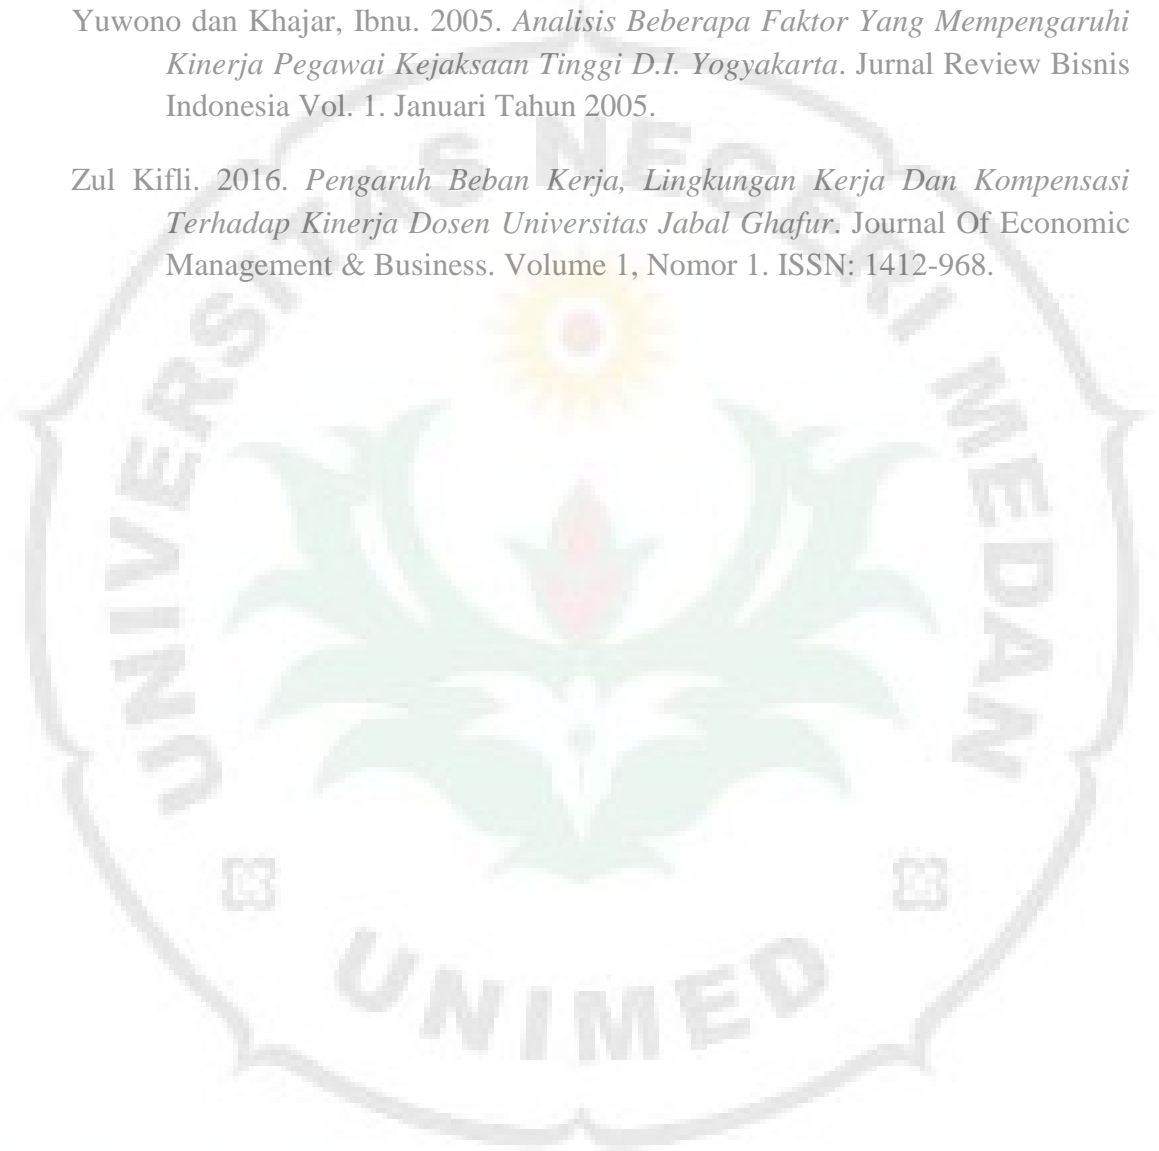 Yuwono dan Khajar, Ibnu. 2005. Analisis Beberapa Faktor Yang Mempengaruhi
Kinerja Pegawai Kejaksaan Tinggi D.I. Yogyakarta. Jurnal Review Bisnis
Indonesia Vol. 1. Januari Tahun 2005.
Zul Kifli. 2016. Pengaruh Beban Kerja, Lingkungan Kerja Dan Kompensasi
Terhadap Kinerja Dosen Universitas Jabal Ghafur. Journal Of Economic
Management & Business. Volume 1, Nomor 1. ISSN: 1412-968.
UNIVERSITAS NEGERI MEDAN
UNIMED